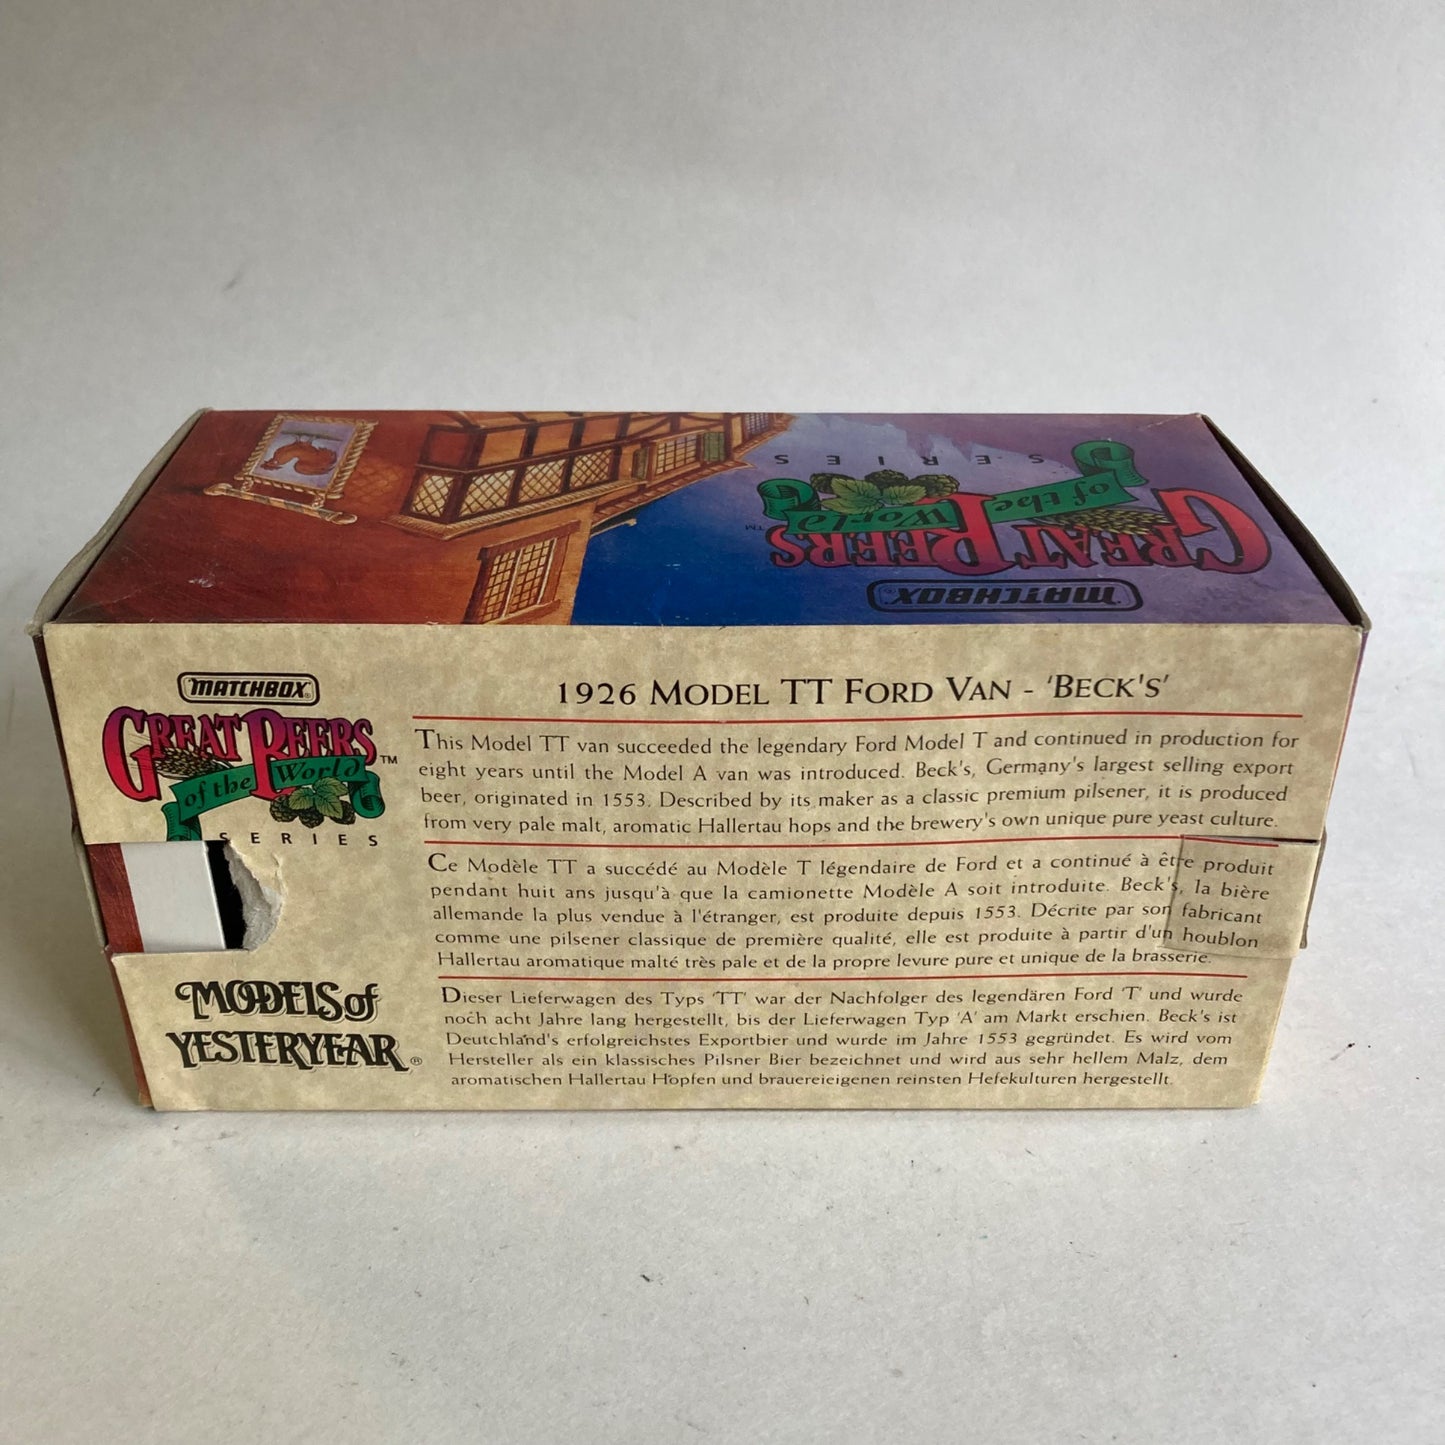 SERIES
GREAT BEERS
of the
World
™
MATCHBOX®
MATCHBOX®
GREAT BEERS™
of the World
SERIES
MODELS of
YESTERYEAR®
1926 MODEL TT FORD VAN - 'BECK'S'
This Model TT van succeeded the legendary Ford Model T and continued in production for
eight years until the Model A van was introduced. Beck's, Germany's largest selling export
beer, originated in 1553. Described by its maker as a classic premium pilsener, it is produced
from very pale malt, aromatic Hallertau hops and the brewery's own unique pure yeast culture.
Ce Modèle TT a succédé au Modèle T légendaire de Ford et a continué à être produit
pendant huit ans jusqu'à que la camionette Modèle A soit introduite. Beck's, la bière
allemande la plus vendue à l'étranger, est produite depuis 1553. Décrite par son fabricant
comme une pilsener classique de première qualité, elle est produite à partir d'un houblon
Hallertau aromatique malté très pale et de la propre levure pure et unique de la brasserie.
Dieser Lieferwagen des Typs 'TT' war der Nachfolger des legendären Ford 'T' und wurde
noch acht Jahre lang hergestellt, bis der Lieferwagen Typ 'A' am Markt erschien. Beck's ist
Deutchland's erfolgreichstes Exportbier und wurde im Jahre 1553 gegründet. Es wird vom
Hersteller als ein klassisches Pilsner Bier bezeichnet und wird aus sehr hellem Malz, dem
aromatischen Hallertau Hopfen und brauereieigenen reinsten Hefekulturen hergestellt.